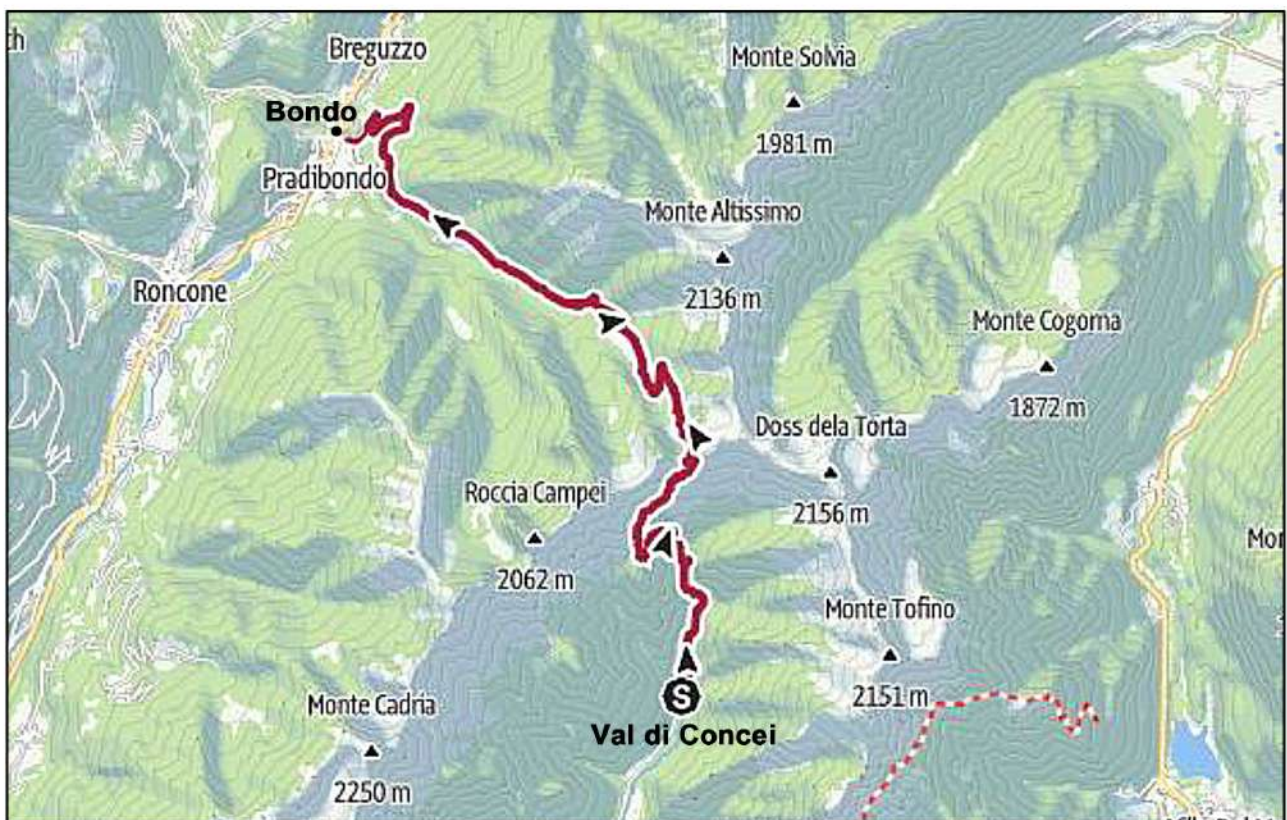 Breguzzo
Monte Solvia
Bondo
1981 m
Pradibondo
Monte Altissimo
2136 m
Roncone
Monte Cogorna
1872 m
Doss dela Torta
Roccia Campei
2156 m
2062 m
Monte Tofino
2151 m
S
Monte Cadria
Val di Concei
2250 m